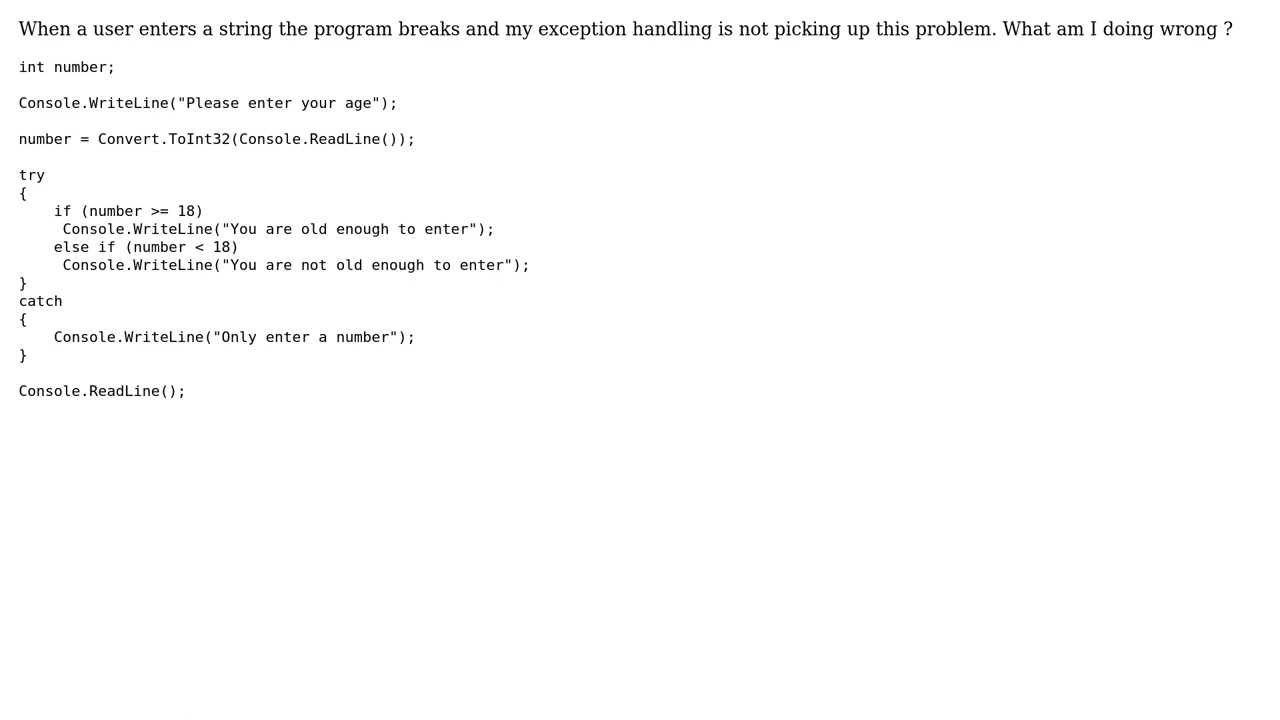 When a user enters a string the program breaks and my exception handling is not picking up this problem. What am I doing wrong ?
int number;
Console.WriteLine("Please enter your age");
number = Convert.ToInt32(Console.ReadLine());
try
{
    if (number >= 18)
     Console.WriteLine("You are old enough to enter");
    else if (number < 18)
     Console.WriteLine("You are not old enough to enter");
}
catch
{
    Console.WriteLine("Only enter a number");
}
Console.ReadLine();